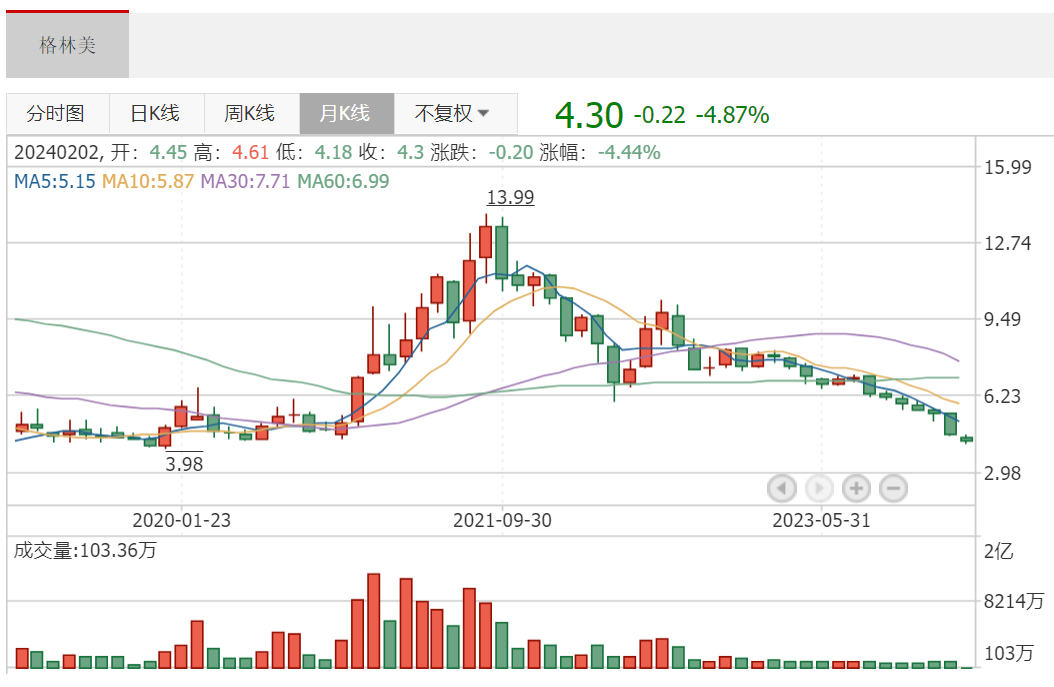 格林美
分时图 日K线 周K线 月K线 不复权 4.30 -0.22 -4.87%
20240202, 开: 4.45 高: 4.61 低: 4.18 收: 4.3 涨跌: -0.20 涨幅: -4.44%
15.99
MA5:5.15 MA10:5.87 MA30:7.71 MA60:6.99
13.99
12.74
9.49
6.23
3.98
2.98
2020-01-23 2021-09-30 2023-05-31
成交量:103.36万 2亿
8214万
103万